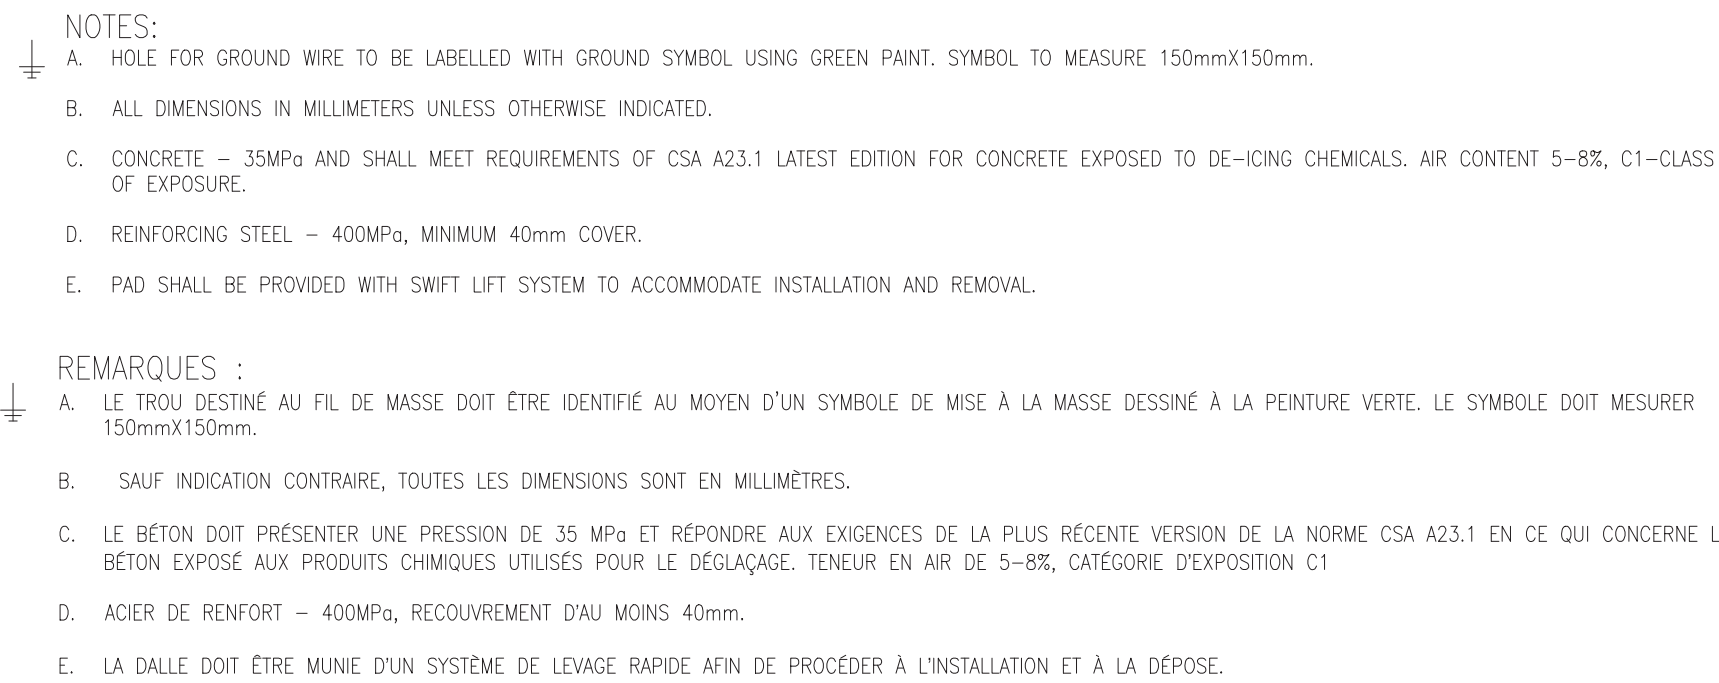 NOTES:
A. HOLE FOR GROUND WIRE TO BE LABELLED WITH GROUND SYMBOL USING GREEN PAINT. SYMBOL TO MEASURE 150mmX150mm.
B. ALL DIMENSIONS IN MILLIMETERS UNLESS OTHERWISE INDICATED.
C. CONCRETE – 35MPa AND SHALL MEET REQUIREMENTS OF CSA A23.1 LATEST EDITION FOR CONCRETE EXPOSED TO DE–ICING CHEMICALS. AIR CONTENT 5–8%, C1–CLASS
OF EXPOSURE.
D. REINFORCING STEEL – 400MPa, MINIMUM 40mm COVER.
E. PAD SHALL BE PROVIDED WITH SWIFT LIFT SYSTEM TO ACCOMMODATE INSTALLATION AND REMOVAL.
REMARQUES :
A. LE TROU DESTINÉ AU FIL DE MASSE DOIT ÊTRE IDENTIFIÉ AU MOYEN D'UN SYMBOLE DE MISE À LA MASSE DESSINÉ À LA PEINTURE VERTE. LE SYMBOLE DOIT MESURER
150mmX150mm.
B. SAUF INDICATION CONTRAIRE, TOUTES LES DIMENSIONS SONT EN MILLIMÈTRES.
C. LE BÉTON DOIT PRÉSENTER UNE PRESSION DE 35 MPa ET RÉPONDRE AUX EXIGENCES DE LA PLUS RÉCENTE VERSION DE LA NORME CSA A23.1 EN CE QUI CONCERNE L
BÉTON EXPOSÉ AUX PRODUITS CHIMIQUES UTILISÉS POUR LE DÉGLAÇAGE. TENEUR EN AIR DE 5–8%, CATÉGORIE D'EXPOSITION C1
D. ACIER DE RENFORT – 400MPa, RECOUVREMENT D'AU MOINS 40mm.
E. LA DALLE DOIT ÊTRE MUNIE D'UN SYSTÈME DE LEVAGE RAPIDE AFIN DE PROCÉDER À L'INSTALLATION ET À LA DÉPOSE.